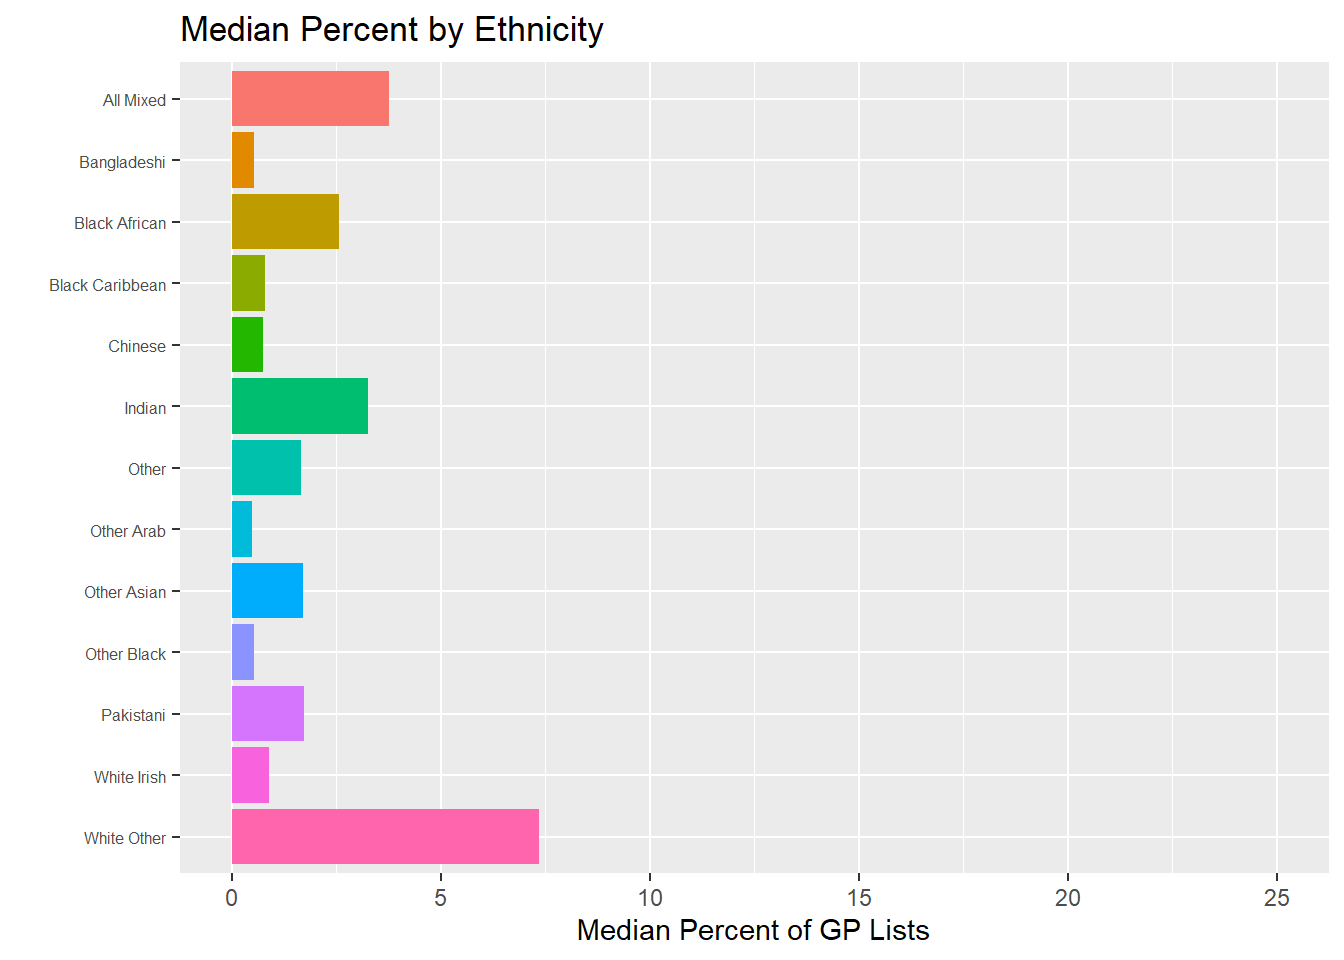 Median Percent by Ethnicity
All Mixed
Bangladeshi
Black African
Black Caribbean
Chinese
Indian
Other
Other Arab
Other Asian
Other Black
Pakistani
White Irish
White Other
0 5 10 15 20 25
Median Percent of GP Lists